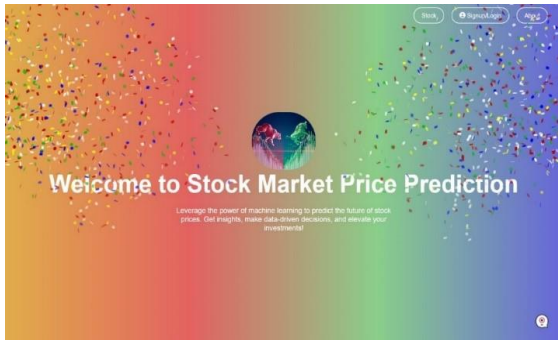 Stock
Signup/Login
About
Welcome to Stock Market Price Prediction
Leverage the power of machine learning to predict the future of stock
prices. Get insights, make data-driven decisions, and elevate your
investments!